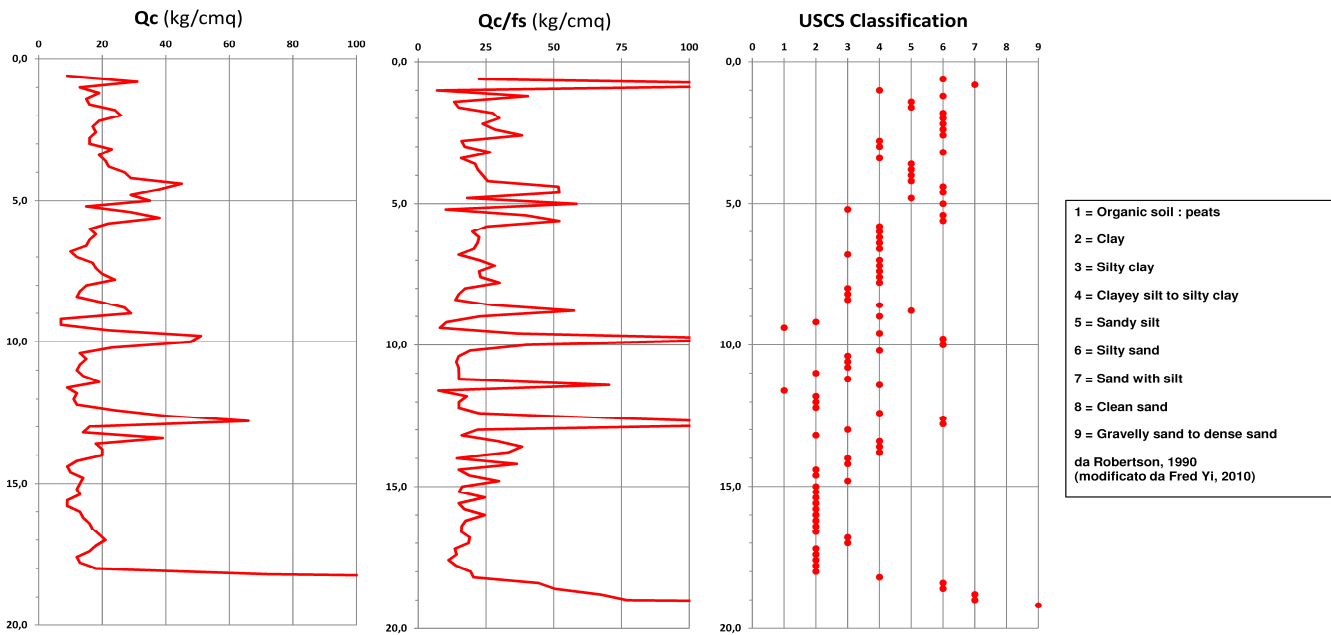 Qc (kg/cmq)
0 20 40 60 80 100
0,0
5,0
10,0
15,0
20,0
Qc/fs (kg/cmq)
0 25 50 75 100
0,0
5,0
10,0
15,0
20,0
USCS Classification
0 1 2 3 4 5 6 7 8 9
0,0
5,0
10,0
15,0
20,0
1 = Organic soil : peats
2 = Clay
3 = Silty clay
4 = Clayey silt to silty clay
5 = Sandy silt
6 = Silty sand
7 = Sand with silt
8 = Clean sand
9 = Gravelly sand to dense sand
da Robertson, 1990
(modificato da Fred Yi, 2010)